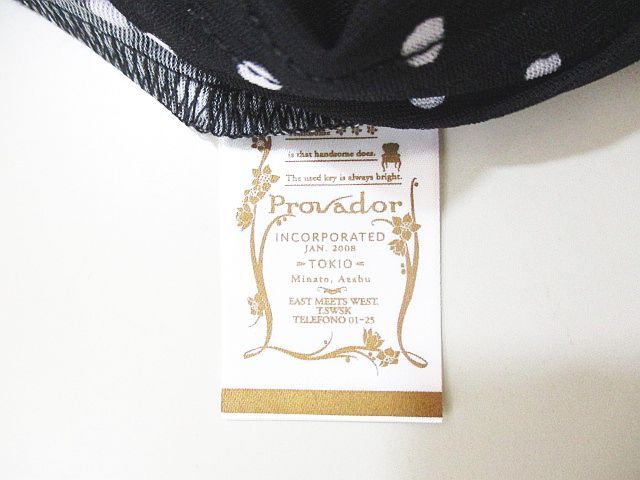 is that handsome does.
The used key is always bright.
Provador
INCORPORATED
JAN. 2008
TOKIO
Minato, Azabu
EAST MEETS WEST.
T.SWSK
TELEFONO 01-25